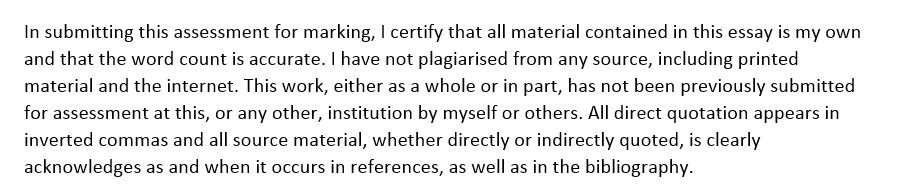 In submitting this assessment for marking, I certify that all material contained in this essay is my own
and that the word count is accurate. I have not plagiarised from any source, including printed
material and the internet. This work, either as a whole or in part, has not been previously submitted
for assessment at this, or any other, institution by myself or others. All direct quotation appears in
inverted commas and all source material, whether directly or indirectly quoted, is clearly
acknowledges as and when it occurs in references, as well as in the bibliography.